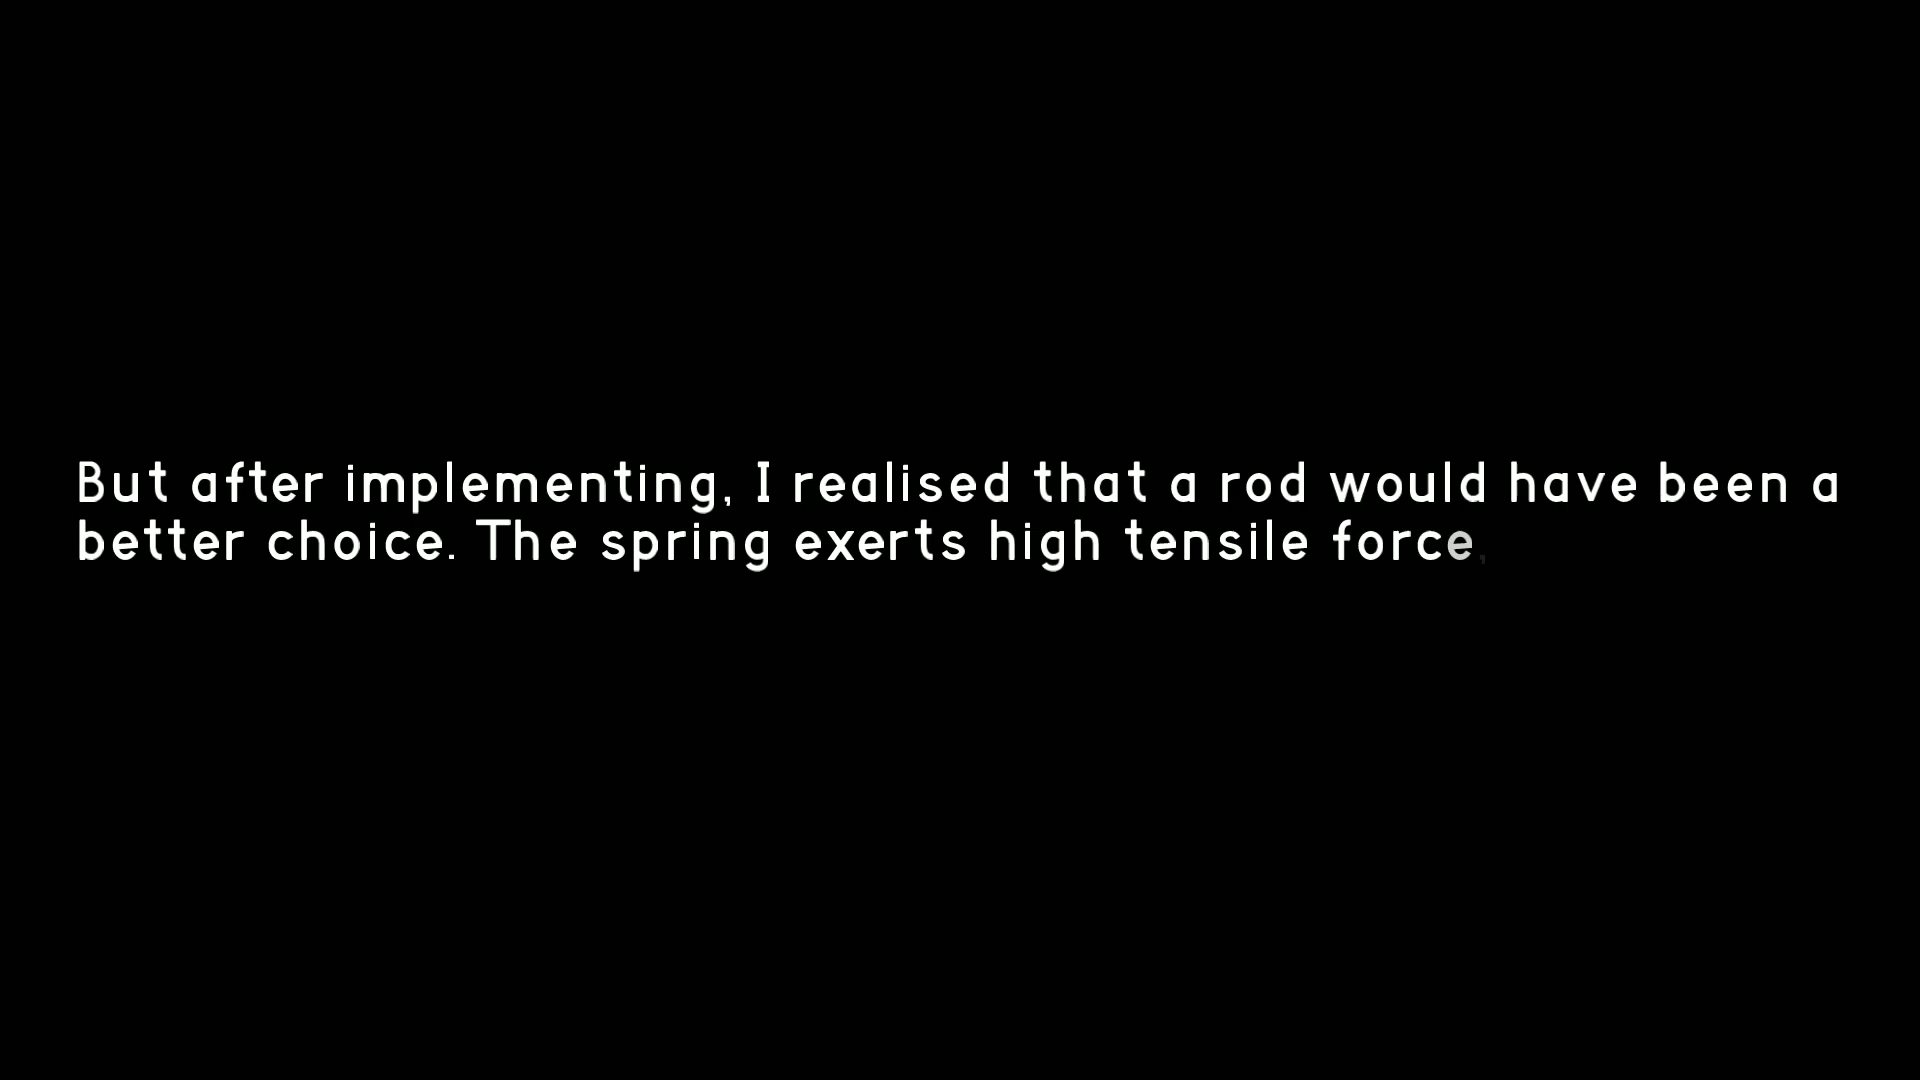 But after implementing, I realised that a rod would have been a
better choice. The spring exerts high tensile force,